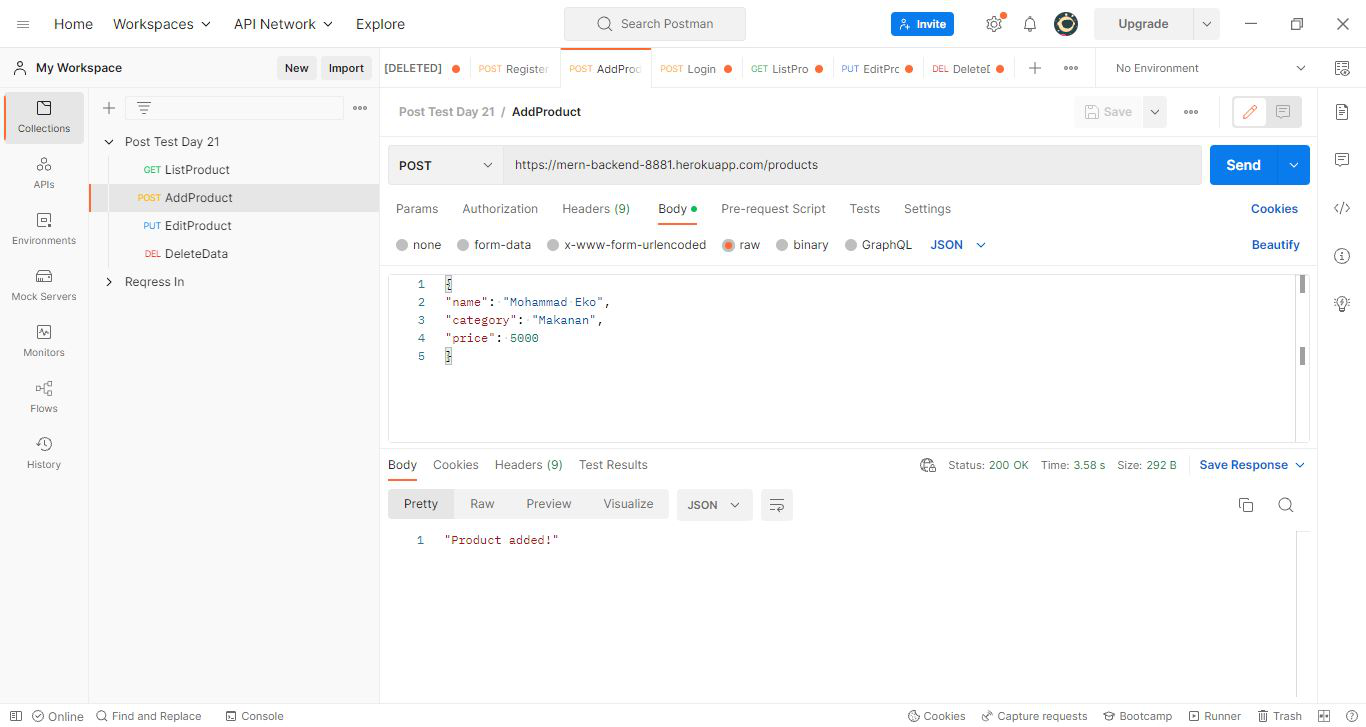 Home Workspaces API Network Explore Search Postman Invite Upgrade
My Workspace New Import [DELETED] POST Register POST AddProd POST Login GET ListPro PUT EditPro DEL Delete No Environment
Collections
APIs
Environments
Mock Servers
Monitors
Flows
History
Post Test Day 21
GET ListProduct
POST AddProduct
PUT EditProduct
DEL DeleteData
Reqress In
Post Test Day 21 / AddProduct Save
POST https://mern-backend-8881.herokuapp.com/products Send
Params Authorization Headers (9) Body Pre-request Script Tests Settings Cookies
none form-data x-www-form-urlencoded raw binary GraphQL JSON Beautify
1 {
2 "name": "Mohammad Eko",
3 "category": "Makanan",
4 "price": 5000
5 }
Body Cookies Headers (9) Test Results Status: 200 OK Time: 3.58 s Size: 292 B Save Response
Pretty Raw Preview Visualize JSON
1 "Product added!"
Online Find and Replace Console Cookies Capture requests Bootcamp Runner Trash